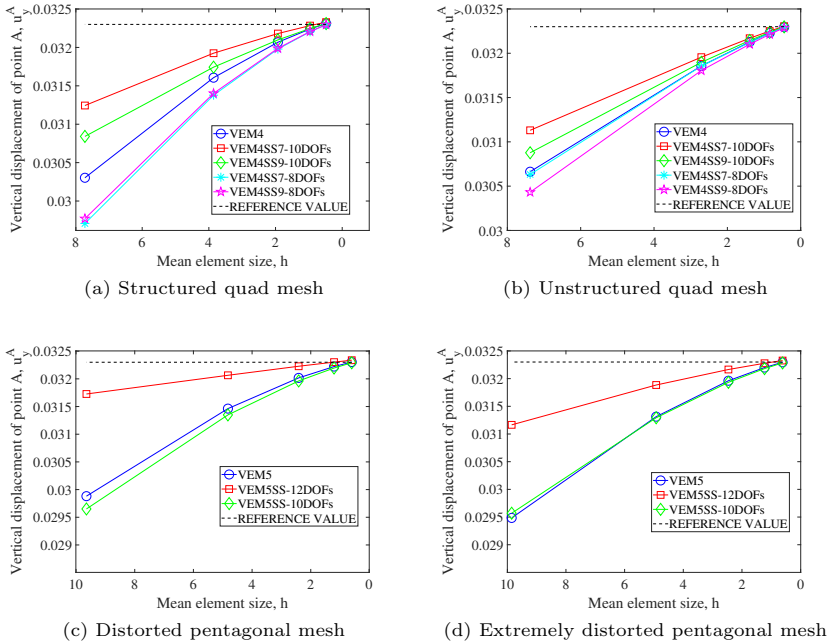 Vertical displacement of point A, u_y^A
0.0325
0.032
0.0315
0.031
0.0305
0.03
8 6 4 2 0
Mean element size, h
VEM4
VEM4SS7-10DOFs
VEM4SS9-10DOFs
VEM4SS7-8DOFs
VEM4SS9-8DOFs
REFERENCE VALUE
(a) Structured quad mesh
Vertical displacement of point A, u_y^A
0.0325
0.032
0.0315
0.031
0.0305
0.03
8 6 4 2 0
Mean element size, h
VEM4
VEM4SS7-10DOFs
VEM4SS9-10DOFs
VEM4SS7-8DOFs
VEM4SS9-8DOFs
REFERENCE VALUE
(b) Unstructured quad mesh
Vertical displacement of point A, u_y^A
0.0325
0.032
0.0315
0.031
0.03
0.0295
0.029
10 8 6 4 2 0
Mean element size, h
VEM5
VEM5SS-12DOFs
VEM5SS-10DOFs
REFERENCE VALUE
(c) Distorted pentagonal mesh
Vertical displacement of point A, u_y^A
0.0325
0.032
0.0315
0.031
0.03
0.0295
0.029
10 8 6 4 2 0
Mean element size, h
VEM5
VEM5SS-12DOFs
VEM5SS-10DOFs
REFERENCE VALUE
(d) Extremely distorted pentagonal mesh